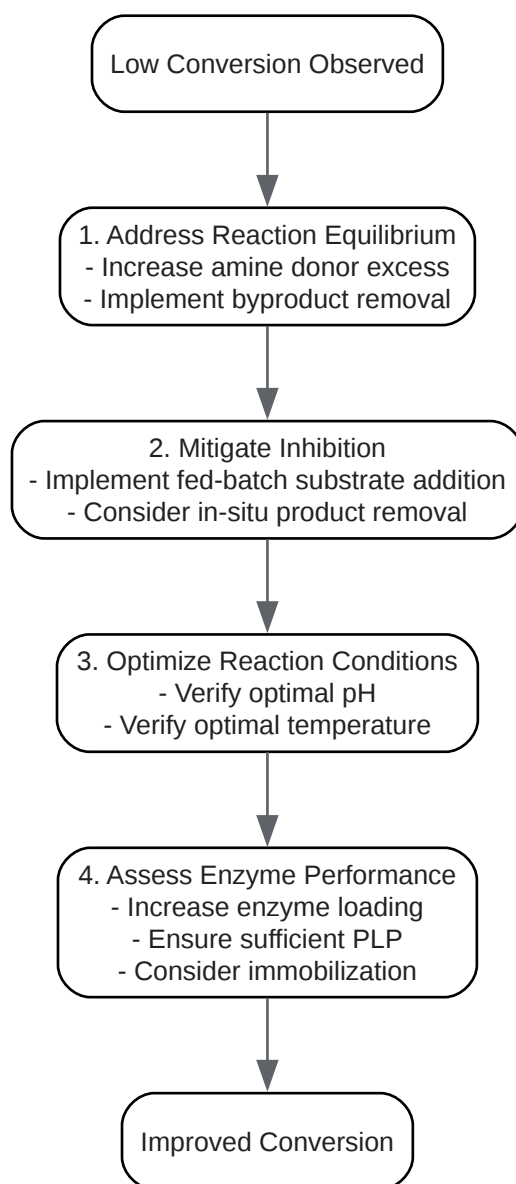 Low Conversion Observed
1. Address Reaction Equilibrium
- Increase amine donor excess
- Implement byproduct removal
2. Mitigate Inhibition
- Implement fed-batch substrate addition
- Consider in-situ product removal
3. Optimize Reaction Conditions
- Verify optimal pH
- Verify optimal temperature
4. Assess Enzyme Performance
- Increase enzyme loading
- Ensure sufficient PLP
- Consider immobilization
Improved Conversion